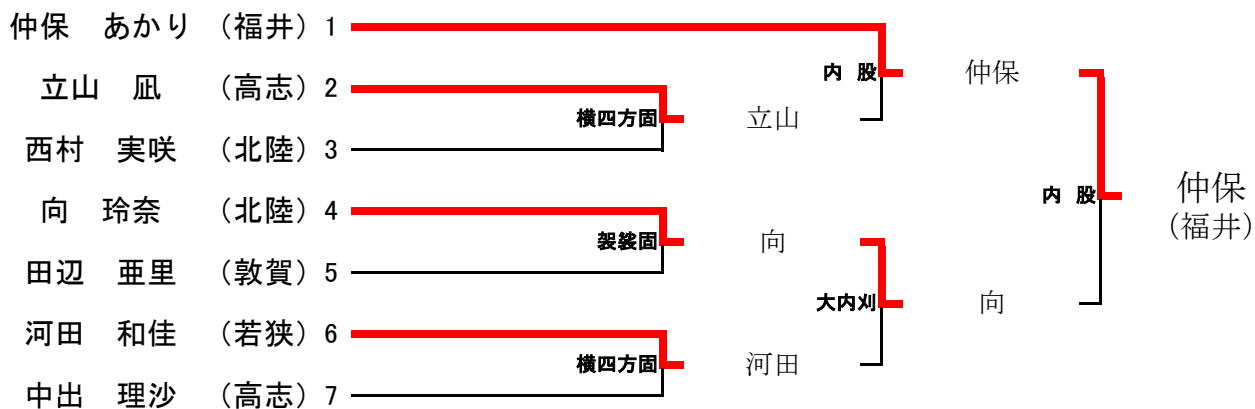 仲保 あかり (福井) 1
内 股
仲保
立山 凪 (高志) 2
横四方固
立山
西村 実咲 (北陸) 3
向 玲奈 (北陸) 4
内 股
仲保
(福井)
袈裟固
向
田辺 亜里 (敦賀) 5
大内刈
向
河田 和佳 (若狭) 6
横四方固
河田
中出 理沙 (高志) 7